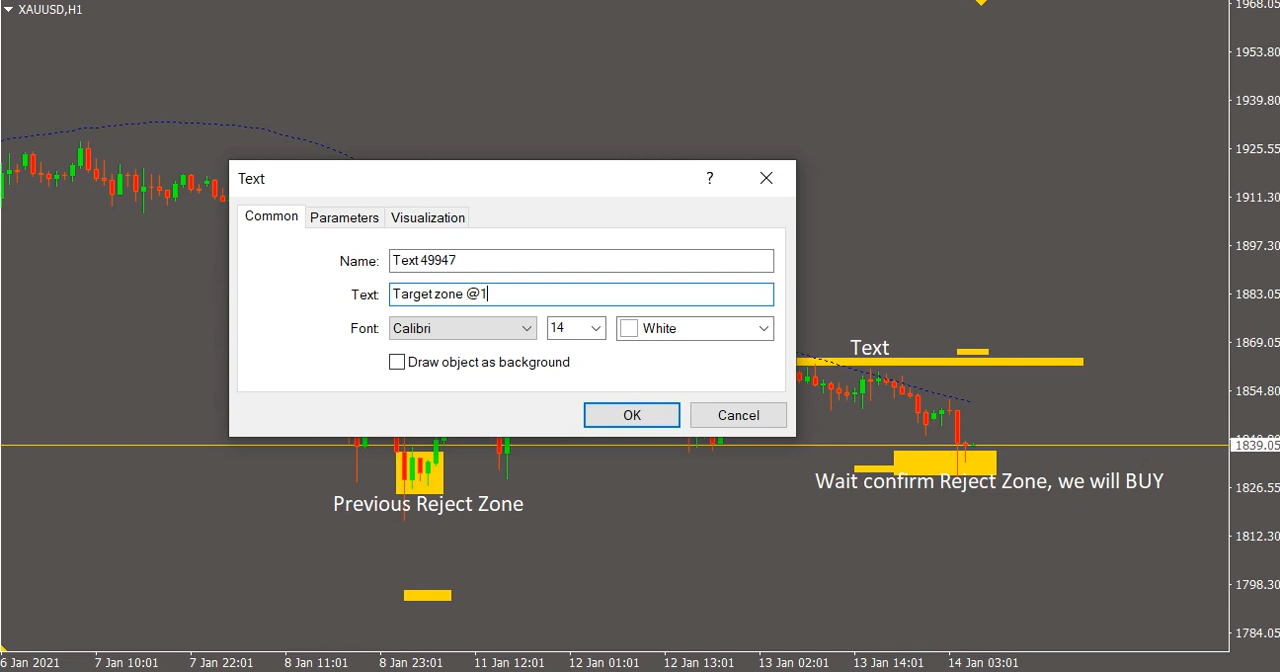 XAUUSD,H1
1968.05
1953.80
1939.80
1925.55
1911.30
1897.30
1883.05
1869.05
1854.80
1839.05
1826.55
1812.30
1798.30
1784.05
Text
?
Common Parameters Visualization
Name: Text 49947
Text: Target zone @1
Font: Calibri 14 White
Draw object as background
OK Cancel
Text
Wait confirm Reject Zone, we will BUY
Previous Reject Zone
6 Jan 2021 7 Jan 10:01 7 Jan 22:01 8 Jan 11:01 8 Jan 23:01 11 Jan 12:01 12 Jan 01:01 12 Jan 13:01 13 Jan 02:01 13 Jan 14:01 14 Jan 03:01